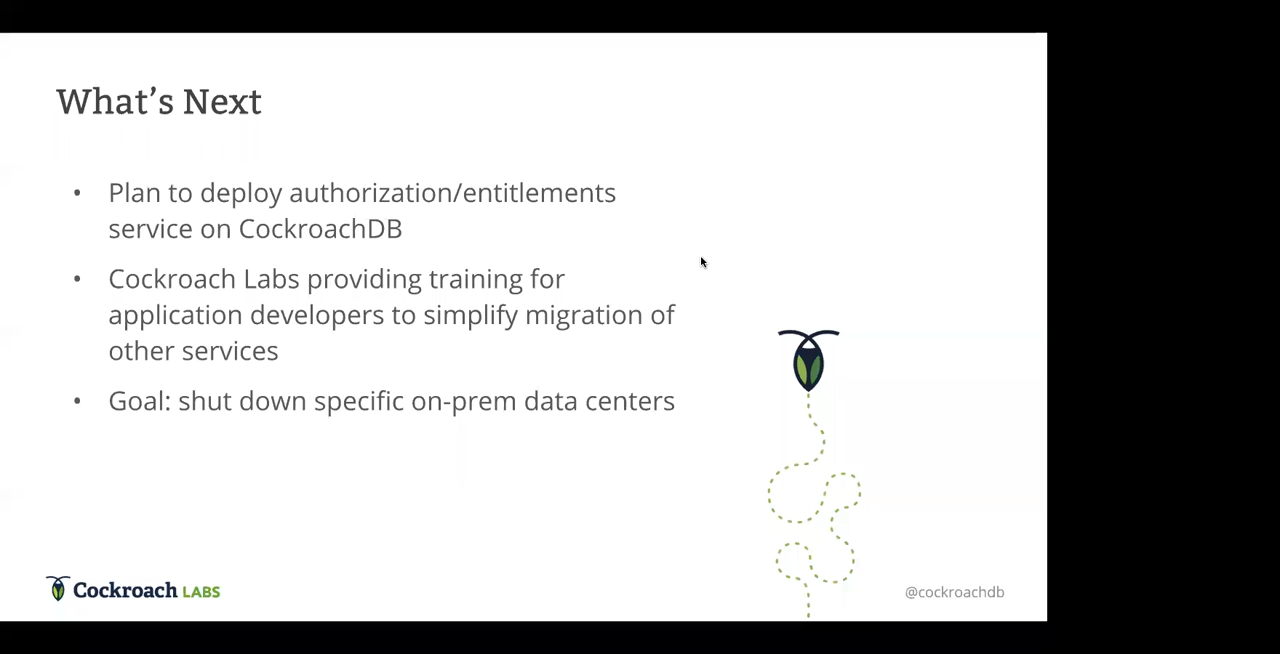 What’s Next
• Plan to deploy authorization/entitlements
service on CockroachDB
• Cockroach Labs providing training for
application developers to simplify migration of
other services
• Goal: shut down specific on-prem data centers
Cockroach LABS
@cockroachdb